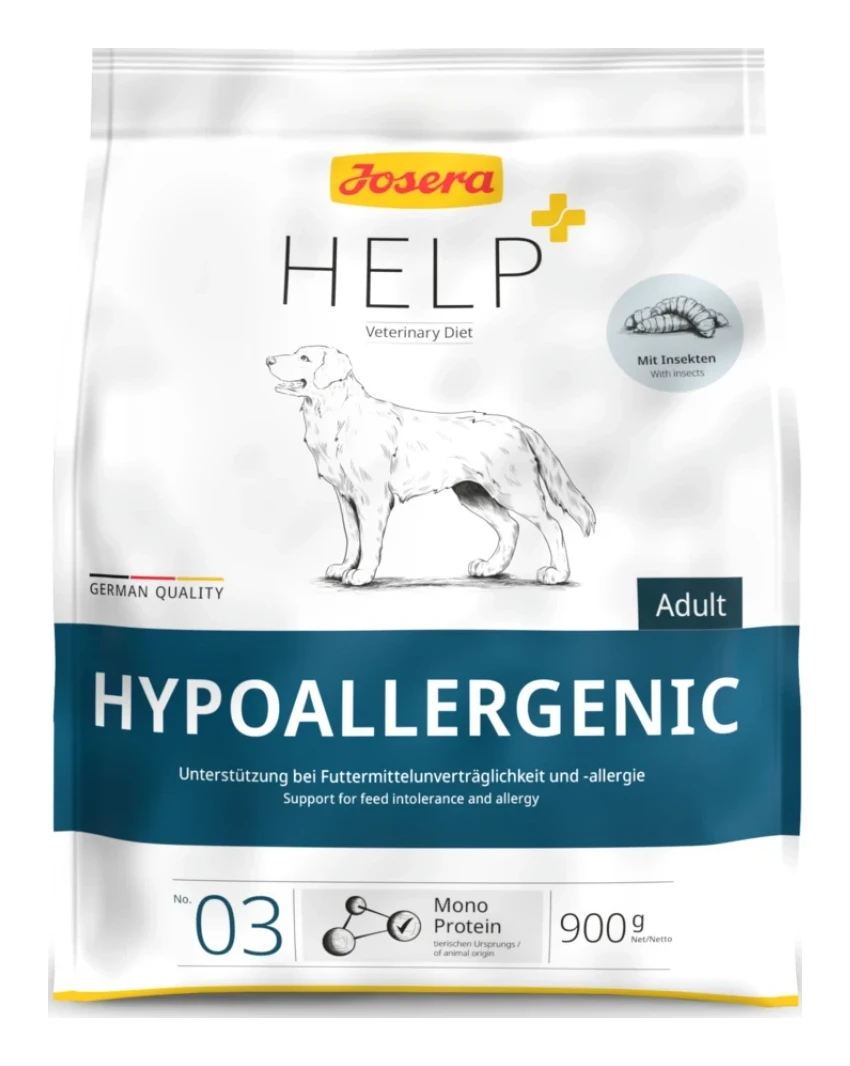 Josera
HELP
Veterinary Diet
Mit Insekten
With insects
GERMAN QUALITY
Adult
HYPOALLERGENIC
Unterstützung bei Futtermittelunverträglichkeit und -allergie
Support for feed intolerance and allergy
No. 03
Mono
Protein
tierischen Ursprungs /
of animal origin
900 g
Net/Netto